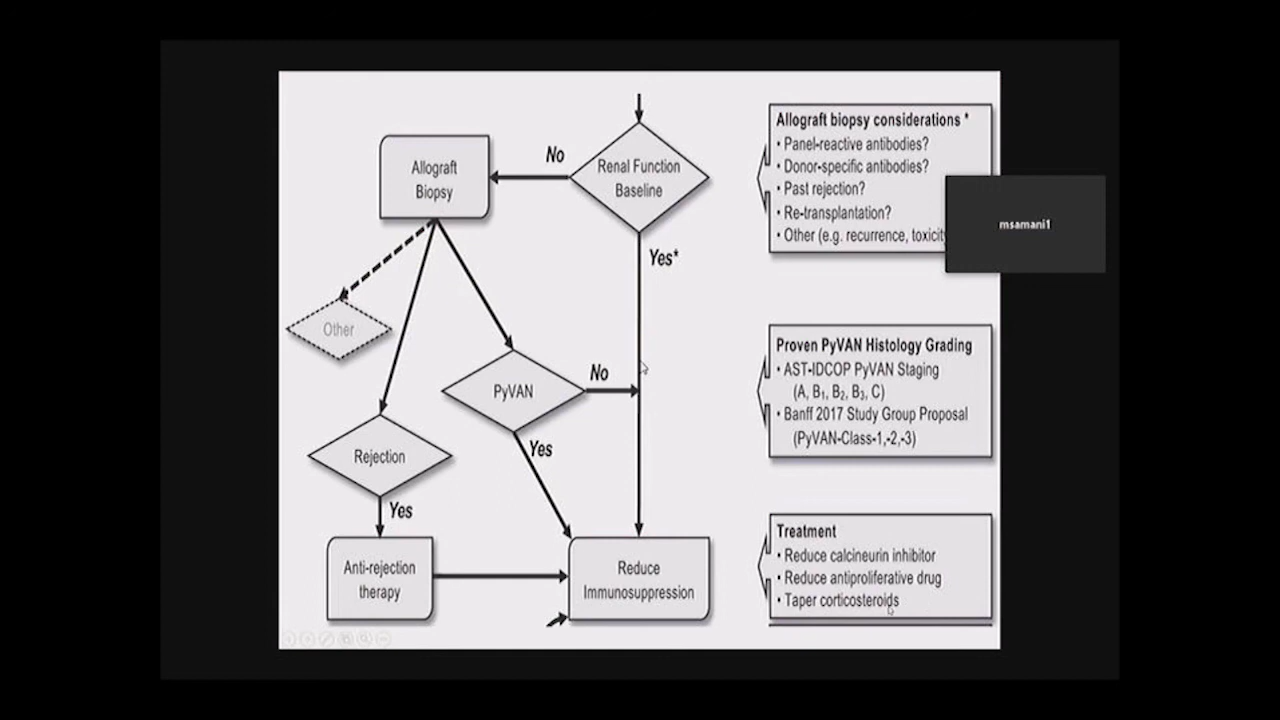 Allograft
Biopsy
No
Renal Function
Baseline
Yes*
Other
PyVAN
No
Yes
Rejection
Yes
Anti-rejection
therapy
Reduce
Immunosuppression
Allograft biopsy considerations *
• Panel-reactive antibodies?
• Donor-specific antibodies?
• Past rejection?
• Re-transplantation?
• Other (e.g. recurrence, toxicity
msamani1
Proven PyVAN Histology Grading
• AST-IDCOP PyVAN Staging
(A, B₁, B₂, B₃, C)
• Banff 2017 Study Group Proposal
(PyVAN-Class-1,-2,-3)
Treatment
• Reduce calcineurin inhibitor
• Reduce antiproliferative drug
• Taper corticosteroids